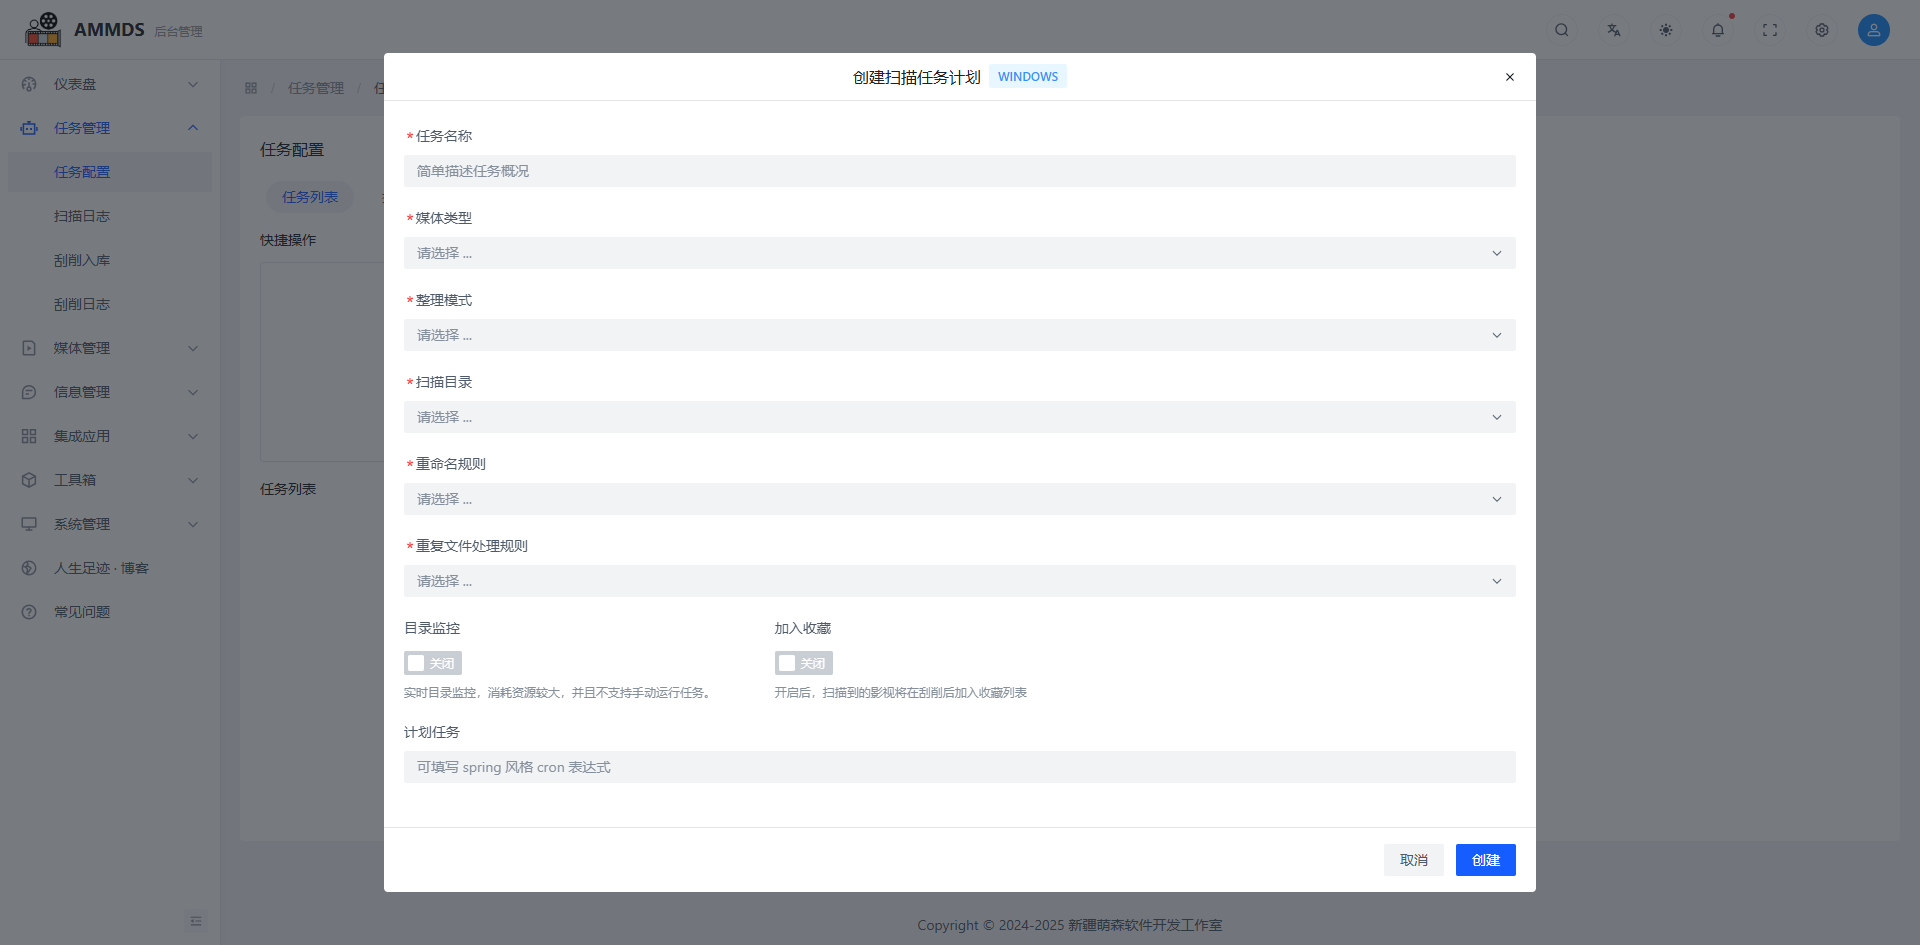 AMMDS 后台管理
仪表盘
任务管理
任务配置
扫描日志
刮削入库
刮削日志
媒体管理
信息管理
集成应用
工具箱
系统管理
人生足迹 · 博客
常见问题
/ 任务管理 /
任务配置
任务列表
快捷操作
任务列表
创建扫描任务计划 WINDOWS
*任务名称
简单描述任务概况
*媒体类型
请选择 ...
*整理模式
请选择 ...
*扫描目录
请选择 ...
*重命名规则
请选择 ...
*重复文件处理规则
请选择 ...
目录监控 加入收藏
关闭 关闭
实时目录监控，消耗资源较大，并且不支持手动运行任务。 开启后，扫描到的影视将在刮削后加入收藏列表
计划任务
可填写 spring 风格 cron 表达式
取消 创建
Copyright © 2024-2025 新疆萌森软件开发工作室